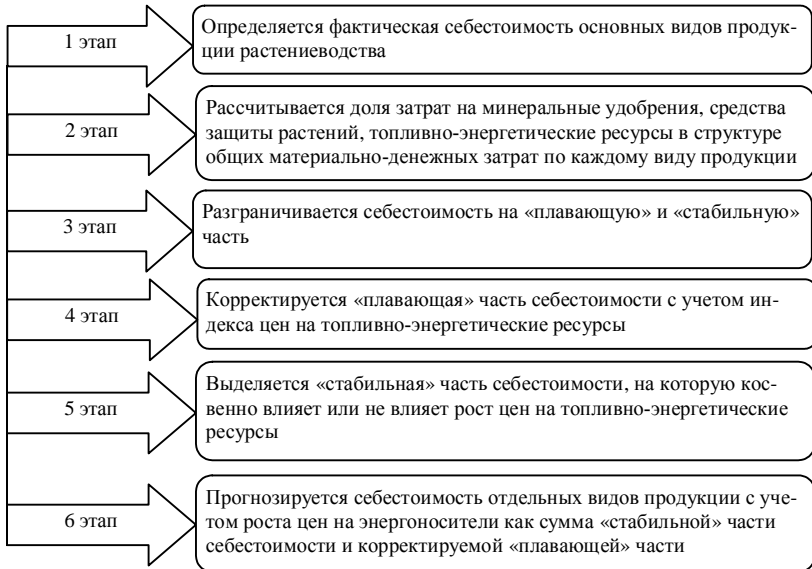 1 этап
Определяется фактическая себестоимость основных видов продук-
ции растениеводства
2 этап
Рассчитывается доля затрат на минеральные удобрения, средства
защиты растений, топливно-энергетические ресурсы в структуре
общих материально-денежных затрат по каждому виду продукции
3 этап
Разграничивается себестоимость на «плавающую» и «стабильную»
часть
4 этап
Корректируется «плавающая» часть себестоимости с учетом ин-
декса цен на топливно-энергетические ресурсы
5 этап
Выделяется «стабильная» часть себестоимости, на которую кос-
венно влияет или не влияет рост цен на топливно-энергетические
ресурсы
6 этап
Прогнозируется себестоимость отдельных видов продукции с уче-
том роста цен на энергоносители как сумма «стабильной» части
себестоимости и корректируемой «плавающей» части